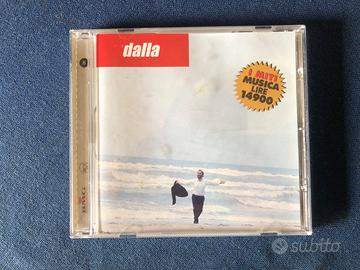 dalla
I MITI
MUSICA
LIRE
14900
subito